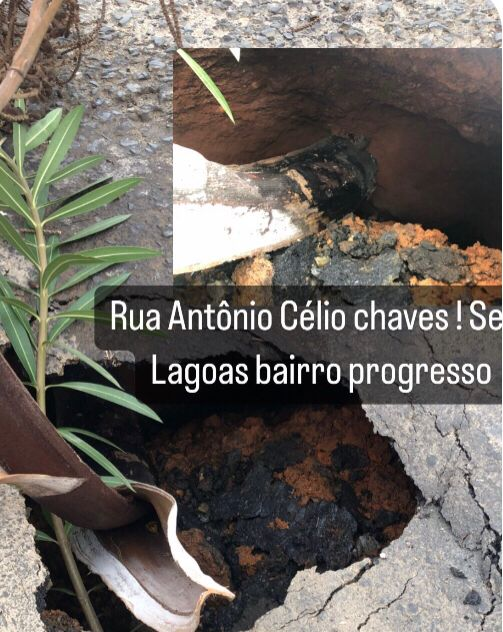 Rua Antônio Célio chaves ! Se
Lagoas bairro progresso